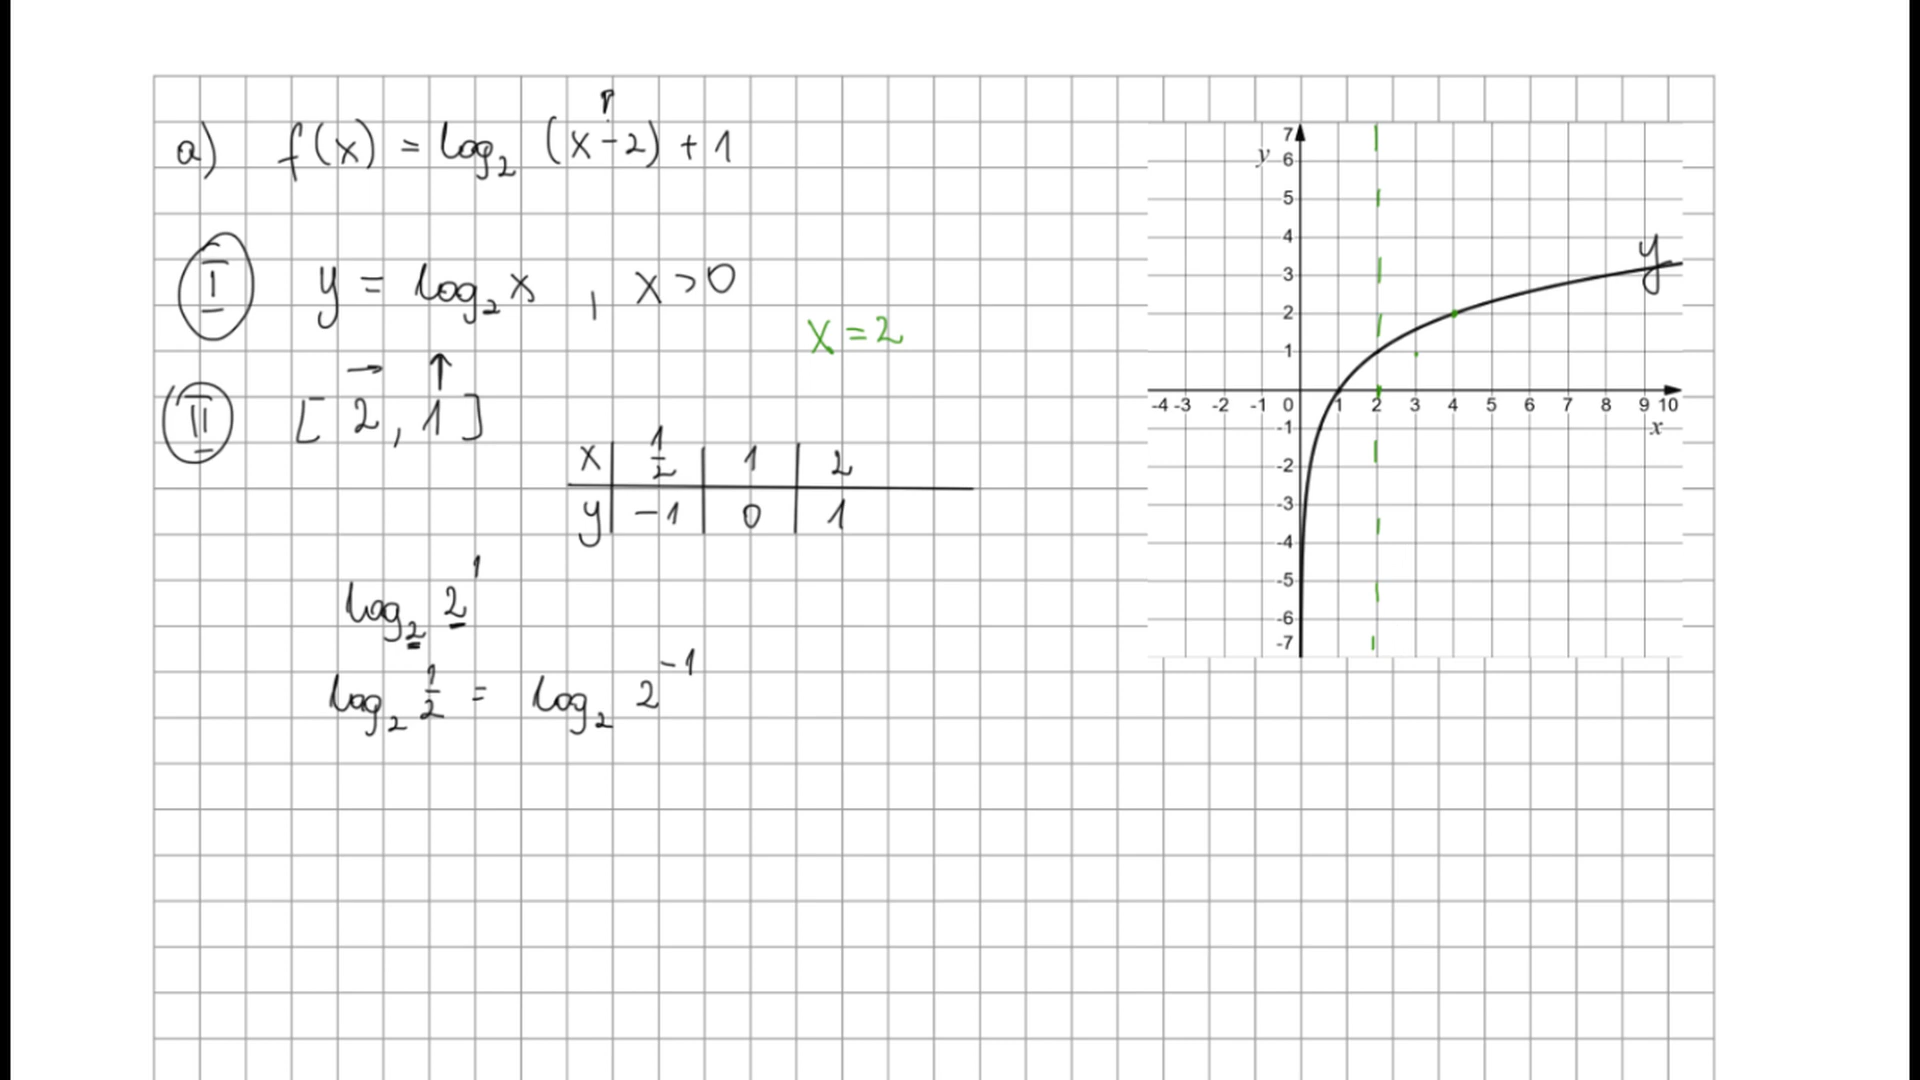 a) f(x) = log₂ (x-2) + 1
I y = log₂ x , x > 0
x = 2
→ ↑
II [2, 1]
x | 1/2 | 1 | 2
y | -1 | 0 | 1
log₂ 2¹
log₂ 1/2 = log₂ 2⁻¹
7
y 6
5
4
y
3
2
1
-4 -3 -2 -1 0 1 2 3 4 5 6 7 8 9 10
-1 x
-2
-3
-4
-5
-6
-7